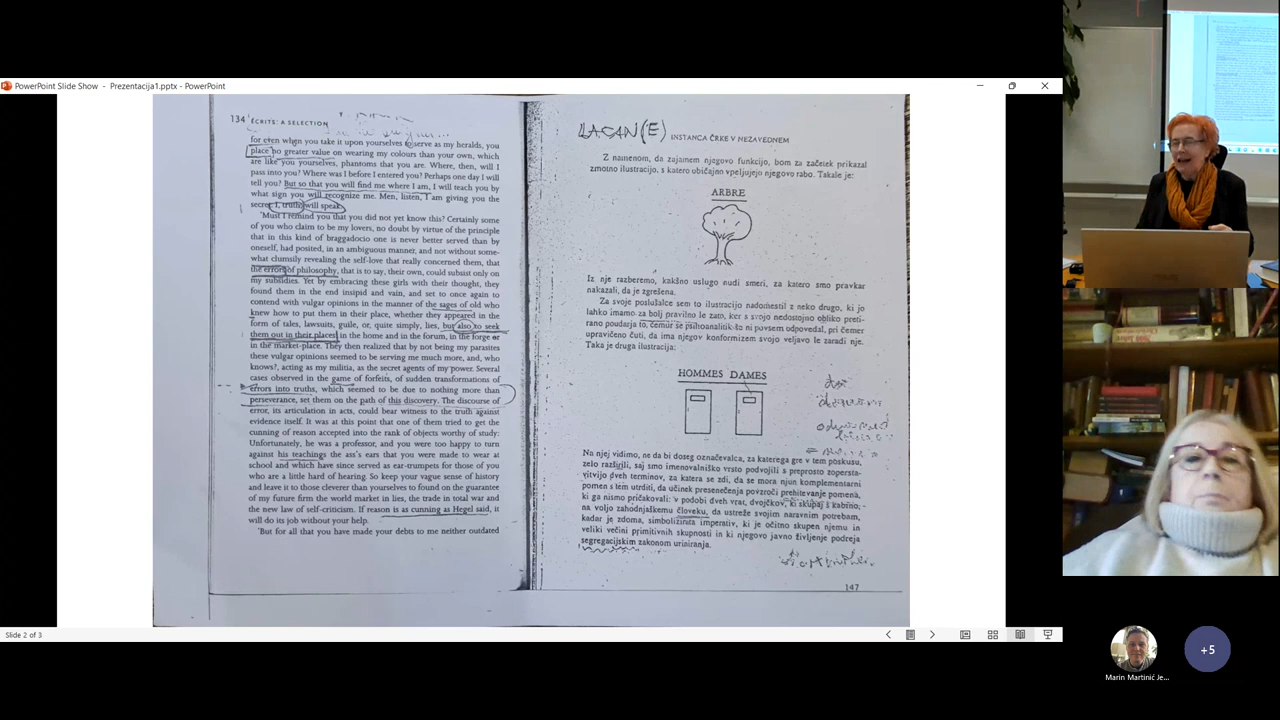 PowerPoint Slide Show - Prezentacija1.pptx - PowerPoint
134 ÉCRITS: A SELECTION
for even when you take it upon yourselves to serve as my heralds, you
place no greater value on wearing my colours than your own, which
are like you yourselves, phantoms that you are. Where, then, will I
pass into you? Where was I before I entered you? Perhaps one day I will
tell you? But so that you will find me where I am, I will teach you by
what sign you will recognize me. Men, listen, I am giving you the
secret. I, truth, will speak.
'Must I remind you that you did not yet know this? Certainly some
of you who claim to be my lovers, no doubt by virtue of the principle
that in this kind of braggadocio one is never better served than by
oneself, had posited, in an ambiguous manner, and not without some-
what clumsily revealing the self-love that really concerned them, that
the error of philosophy, that is to say, their own, could subsist only on
my subsidies. Yet by embracing these girls with their thought, they
found them in the end insipid and vain, and set to once again to
contend with vulgar opinions in the manner of the sages of old who
knew how to put them in their place, whether they appeared in the
form of tales, lawsuits, guile, or, quite simply, lies, but also to seek
them out in their places, in the home and in the forum, in the forge or
in the market-place. They then realized that by not being my parasites
these vulgar opinions seemed to be serving me much more, and, who
knows?, acting as my militia, as the secret agents of my power. Several
cases observed in the game of forfeits, of sudden transformations of
errors into truths, which seemed to be due to nothing more than
perseverance, set them on the path of this discovery. The discourse of
error, its articulation in acts, could bear witness to the truth against
evidence itself. It was at this point that one of them tried to get the
cunning of reason accepted into the rank of objects worthy of study:
Unfortunately, he was a professor, and you were too happy to turn
against his teachings the ass's ears that you were made to wear at
school and which have since served as ear-trumpets for those of you
who are a little hard of hearing. So keep your vague sense of history
and leave it to those cleverer than yourselves to found on the guarantee
of my future firm the world market in lies, the trade in total war and
the new law of self-criticism. If reason is as cunning as Hegel said, it
will do its job without your help.
'But for all that you have made your debts to me neither outdated
LACAN(E) INSTANCA ČRKE V NEZAVEDNEM
Z namenom, da zajamem njegovo funkcijo, bom za začetek prikazal
zmotno ilustracijo, s katero običajno vpeljujejo njegovo rabo. Takale je:
ARBRE
Iz nje razberemo, kakšno uslugo nudi smeri, za katero smo pravkar
nakazali, da je zgrešena.
Za svoje poslušalce sem to ilustracijo nadomestil z neko drugo, ki jo
lahko imamo za bolj pravilno le zato, ker s svojo nedostojno obliko preti-
rano poudarja to, čemur se psihoanalitik še ni povsem odpovedal, pri čemer
upravičeno čuti, da ima njegov konformizem svojo veljavo le zaradi nje.
Taka je druga ilustracija:
HOMMES DAMES
Na njej vidimo, ne da bi doseg označevalca, za katerega gre v tem poskusu,
zelo razširili, saj smo imenovalniško vrsto podvojili s preprosto zoperstа-
vitvijo dveh terminov, za katera se zdi, da se mora njun komplementarni
pomen s tem utrditi, da učinek presenečenja povzroči prehitevanje pomena,
ki ga nismo pričakovali: v podobi dveh vrat, dvojčkov, ki skupaj s kabino,
na voljo zahodnjaškemu človeku, da ustreže svojim naravnim potrebam,
kadar je zdoma, simbolizirata imperativ, ki je očitno skupen njemu in
veliki večini primitivnih skupnosti in ki njegovo javno življenje podreja
segregacijskim zakonom uriniranja.
147
Slide 2 of 3
Marin Martinić Je...
+5